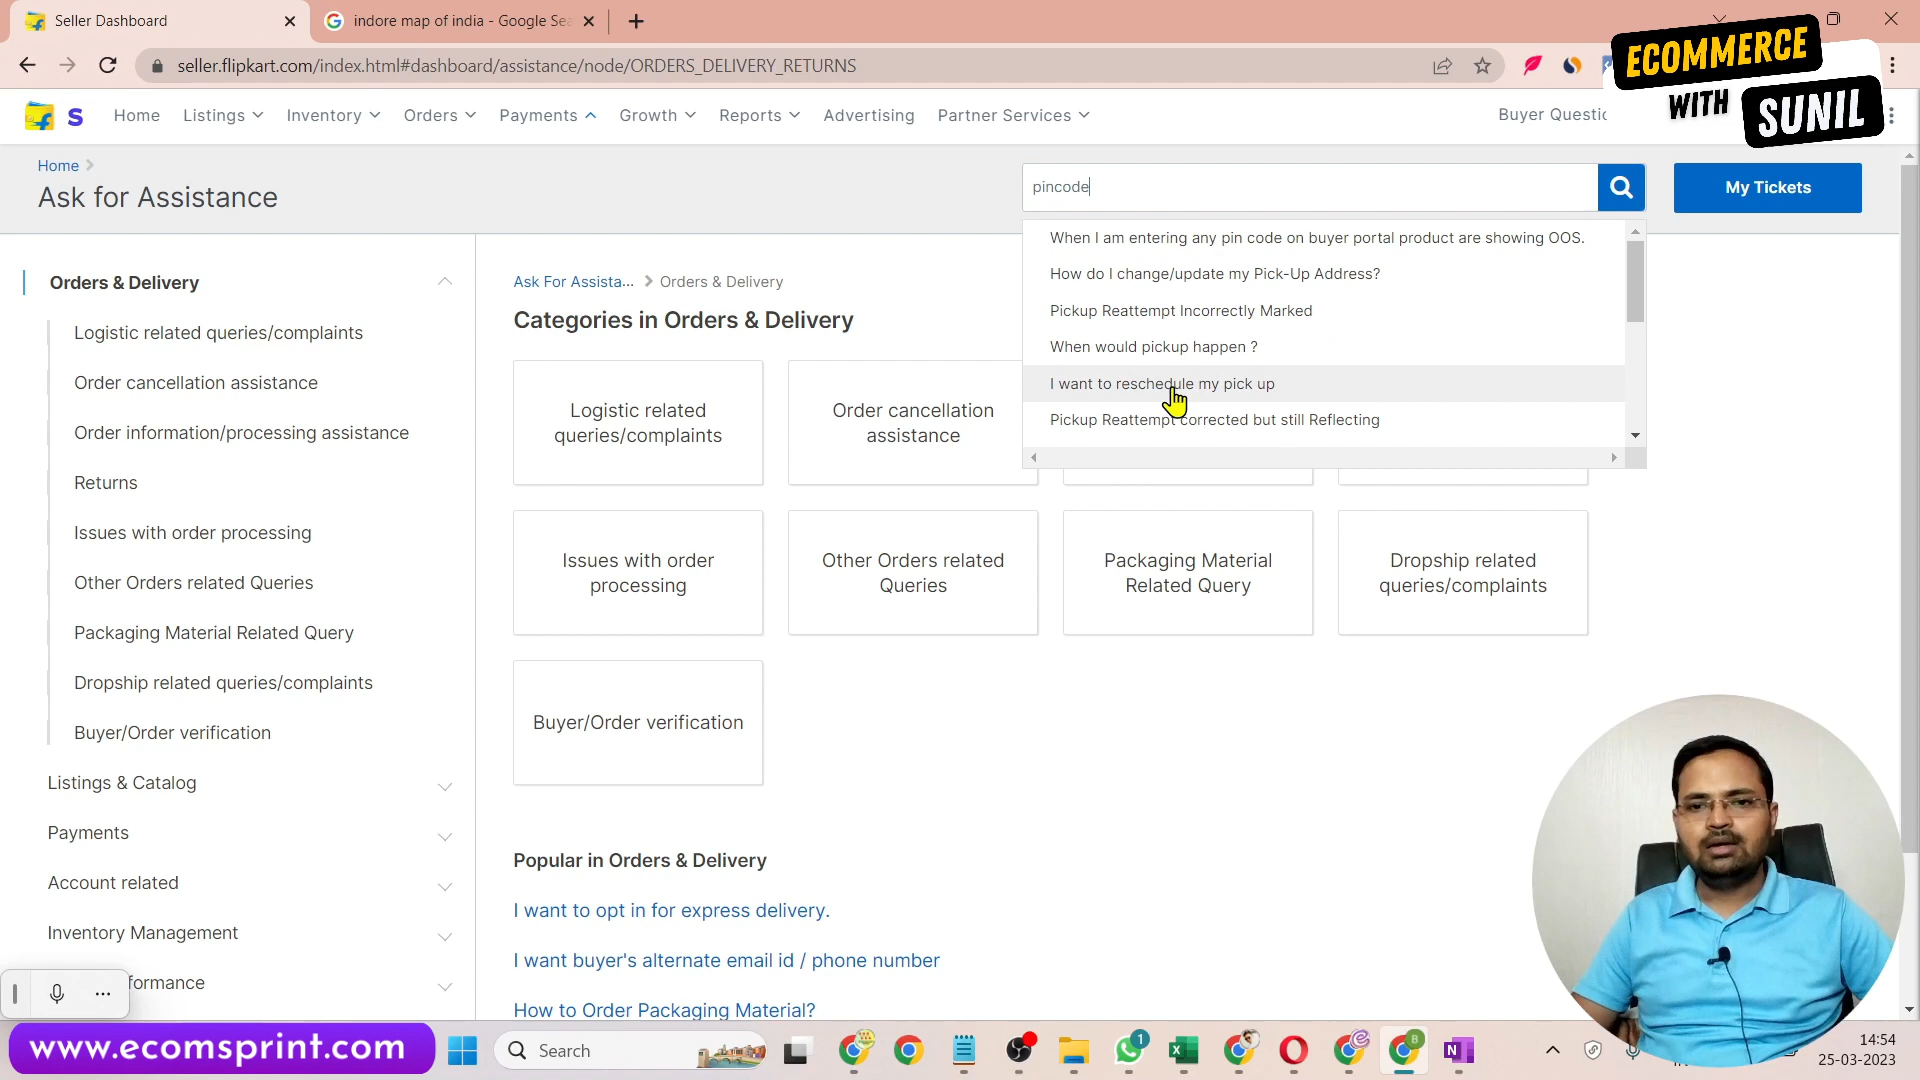 Seller Dashboard
indore map of india - Google Sea
ECOMMERCE
WITH
SUNIL
seller.flipkart.com/index.html#dashboard/assistance/node/ORDERS_DELIVERY_RETURNS
Home Listings Inventory Orders Payments Growth Reports Advertising Partner Services
Buyer Questic
Home
Ask for Assistance
pincode
My Tickets
When I am entering any pin code on buyer portal product are showing OOS.
How do I change/update my Pick-Up Address?
Pickup Reattempt Incorrectly Marked
When would pickup happen ?
I want to reschedule my pick up
Pickup Reattempt corrected but still Reflecting
Orders & Delivery
Logistic related queries/complaints
Order cancellation assistance
Order information/processing assistance
Returns
Issues with order processing
Other Orders related Queries
Packaging Material Related Query
Dropship related queries/complaints
Buyer/Order verification
Listings & Catalog
Payments
Account related
Inventory Management
formance
Ask For Assista... Orders & Delivery
Categories in Orders & Delivery
Logistic related
queries/complaints
Order cancellation
assistance
Issues with order
processing
Other Orders related
Queries
Packaging Material
Related Query
Dropship related
queries/complaints
Buyer/Order verification
Popular in Orders & Delivery
I want to opt in for express delivery.
I want buyer's alternate email id / phone number
How to Order Packaging Material?
www.ecomsprint.com
Search
1
8
14:54
25-03-2023